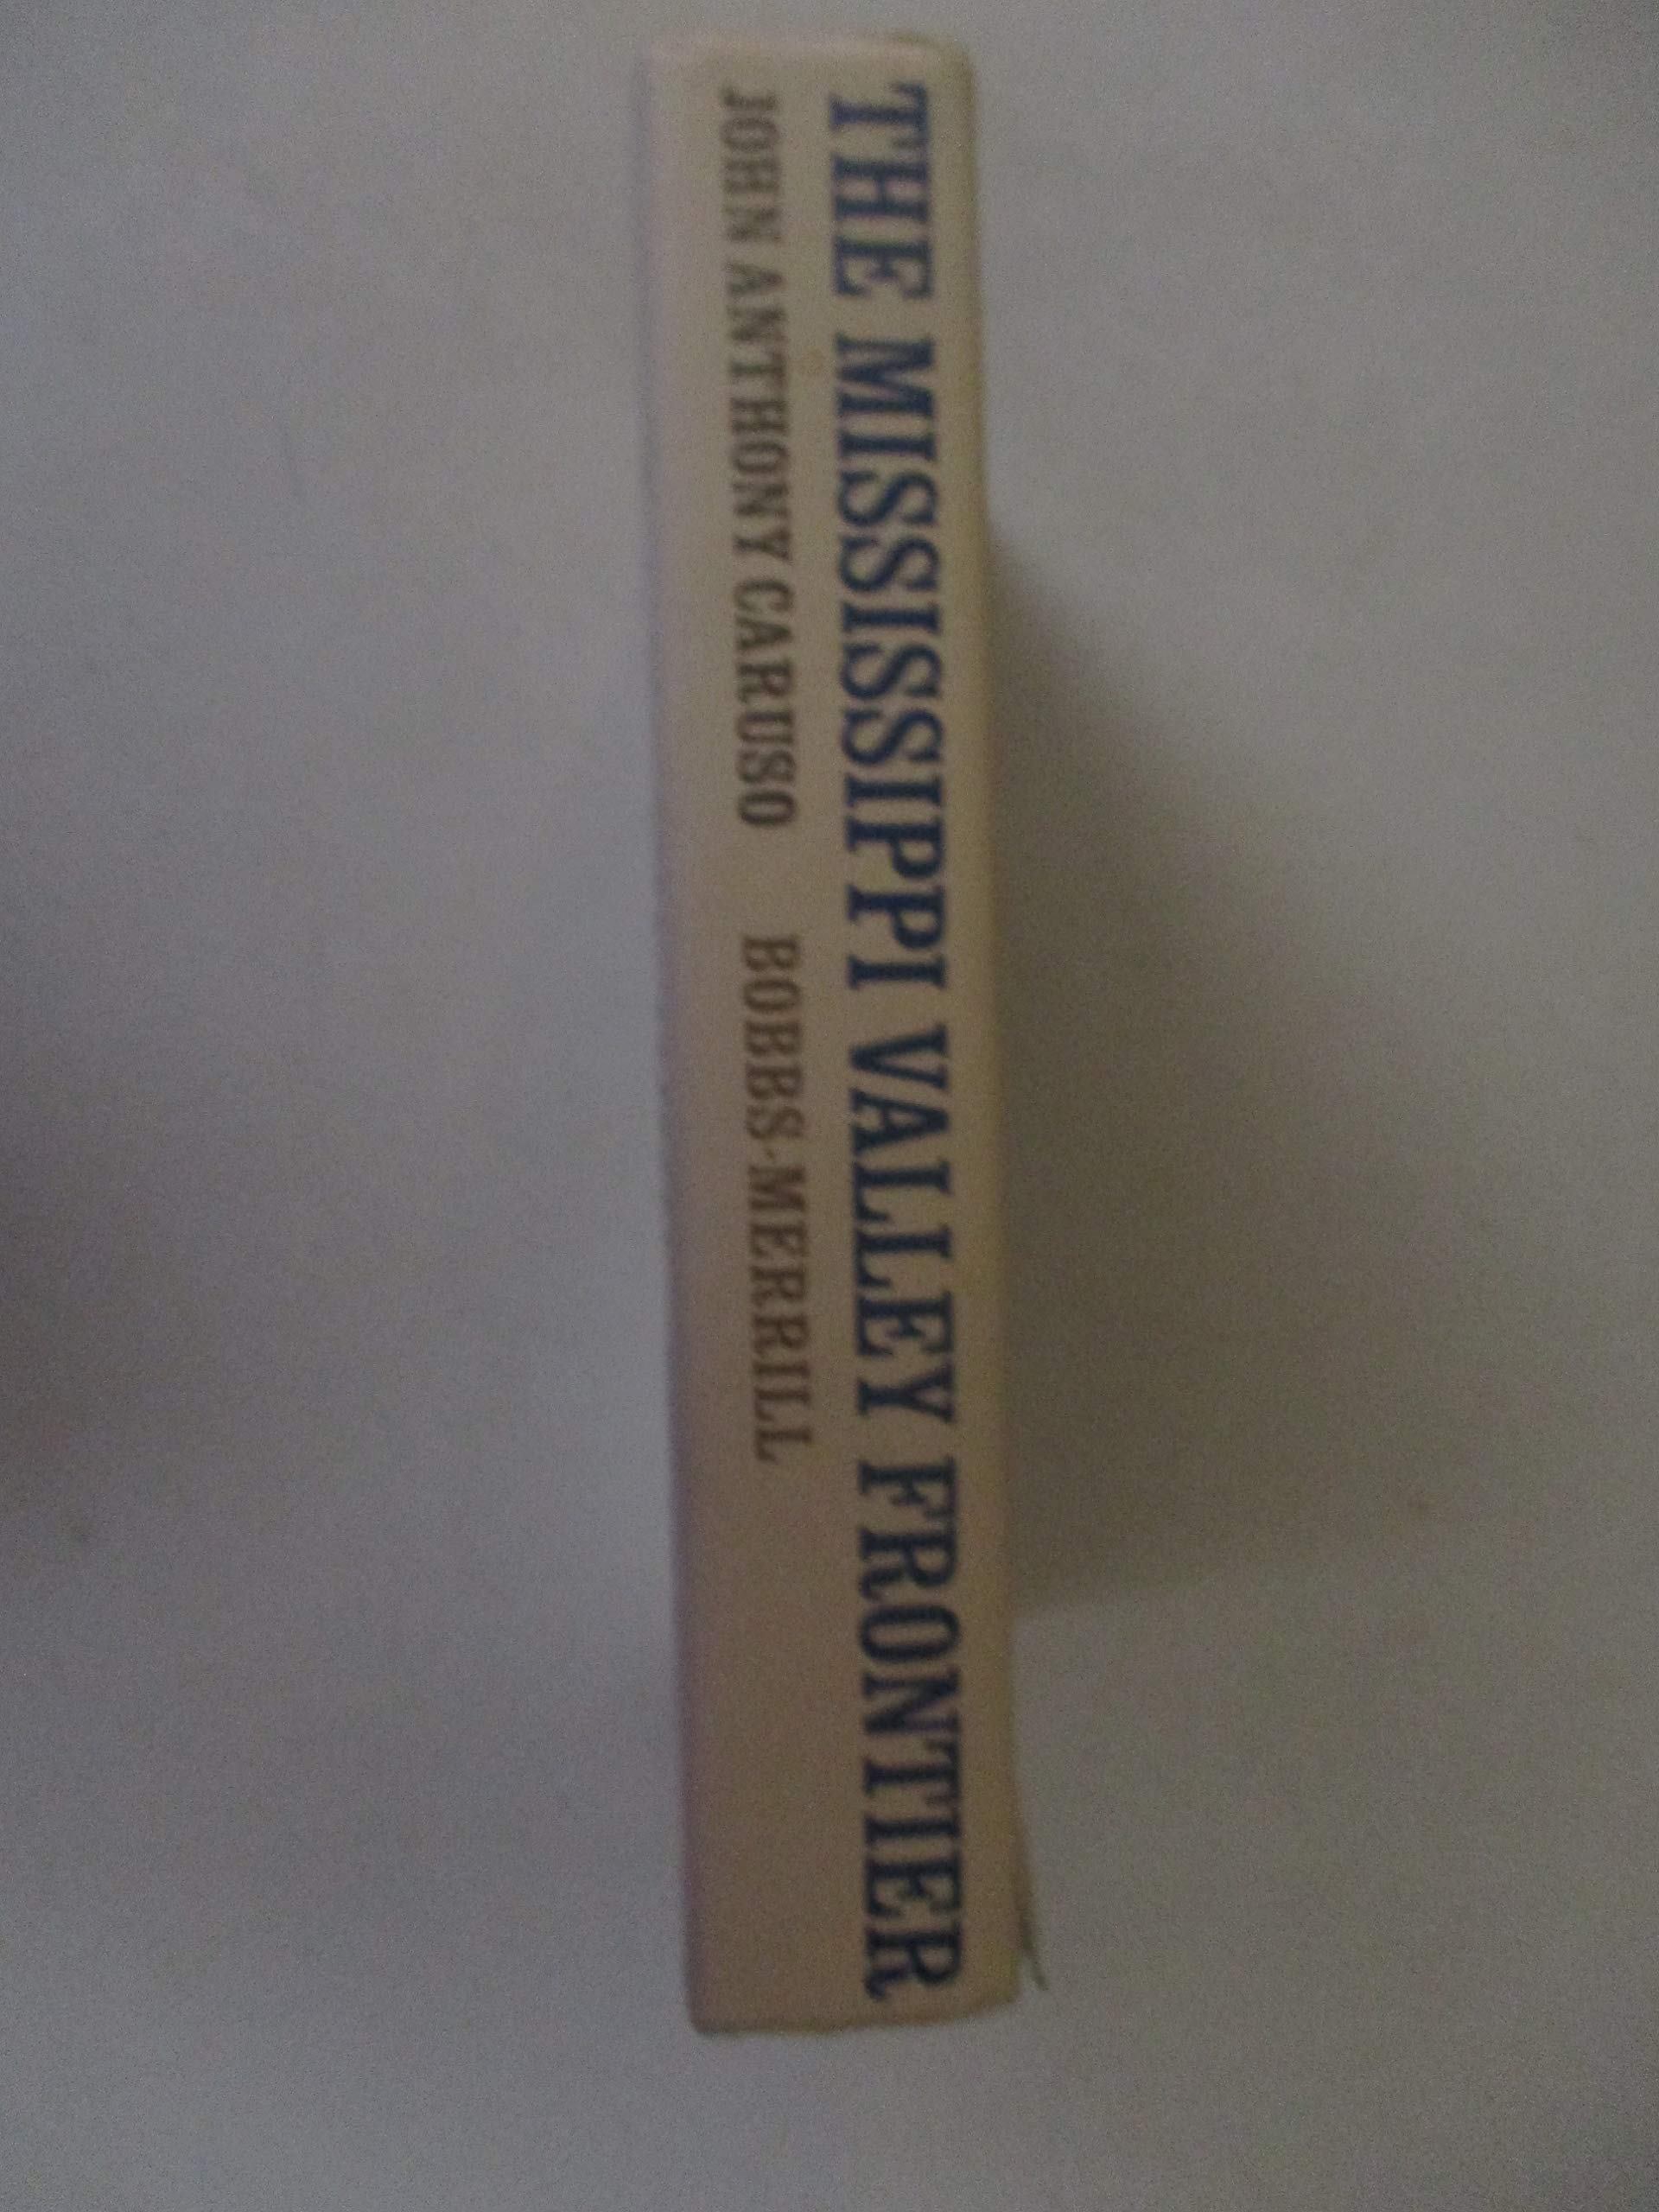 THE MISSISSIPPI VALLEY FRONTIER
JOHN ANTHONY CARUSO BOBBS-MERRILL